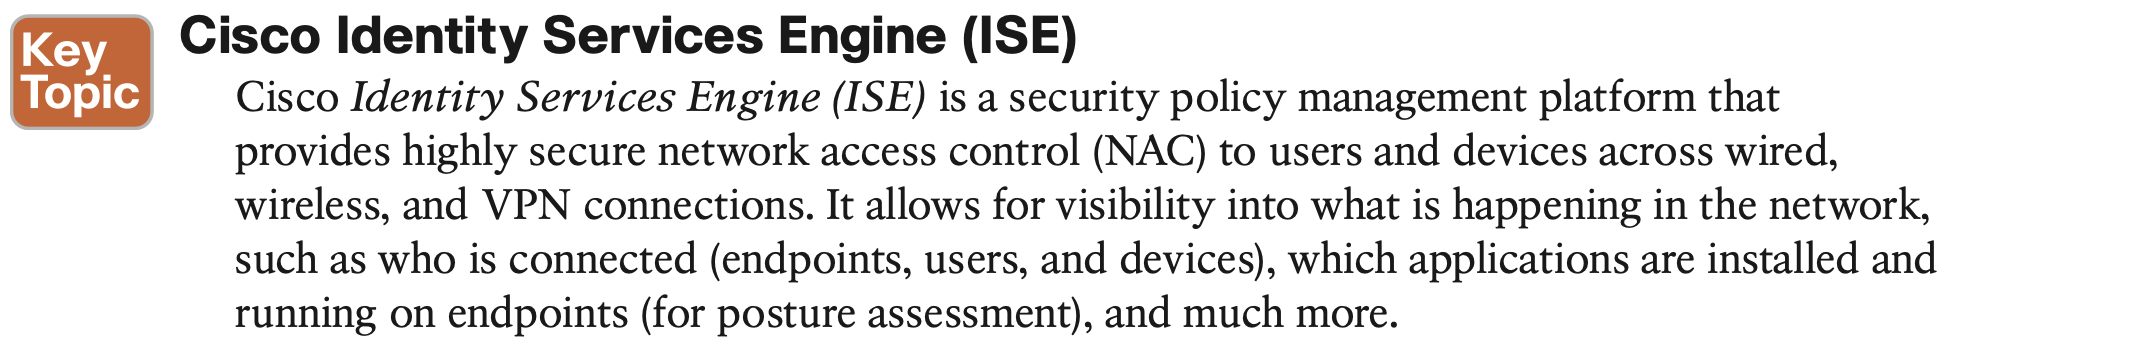 Key
Topic
Cisco Identity Services Engine (ISE)
Cisco Identity Services Engine (ISE) is a security policy management platform that
provides highly secure network access control (NAC) to users and devices across wired,
wireless, and VPN connections. It allows for visibility into what is happening in the network,
such as who is connected (endpoints, users, and devices), which applications are installed and
running on endpoints (for posture assessment), and much more.